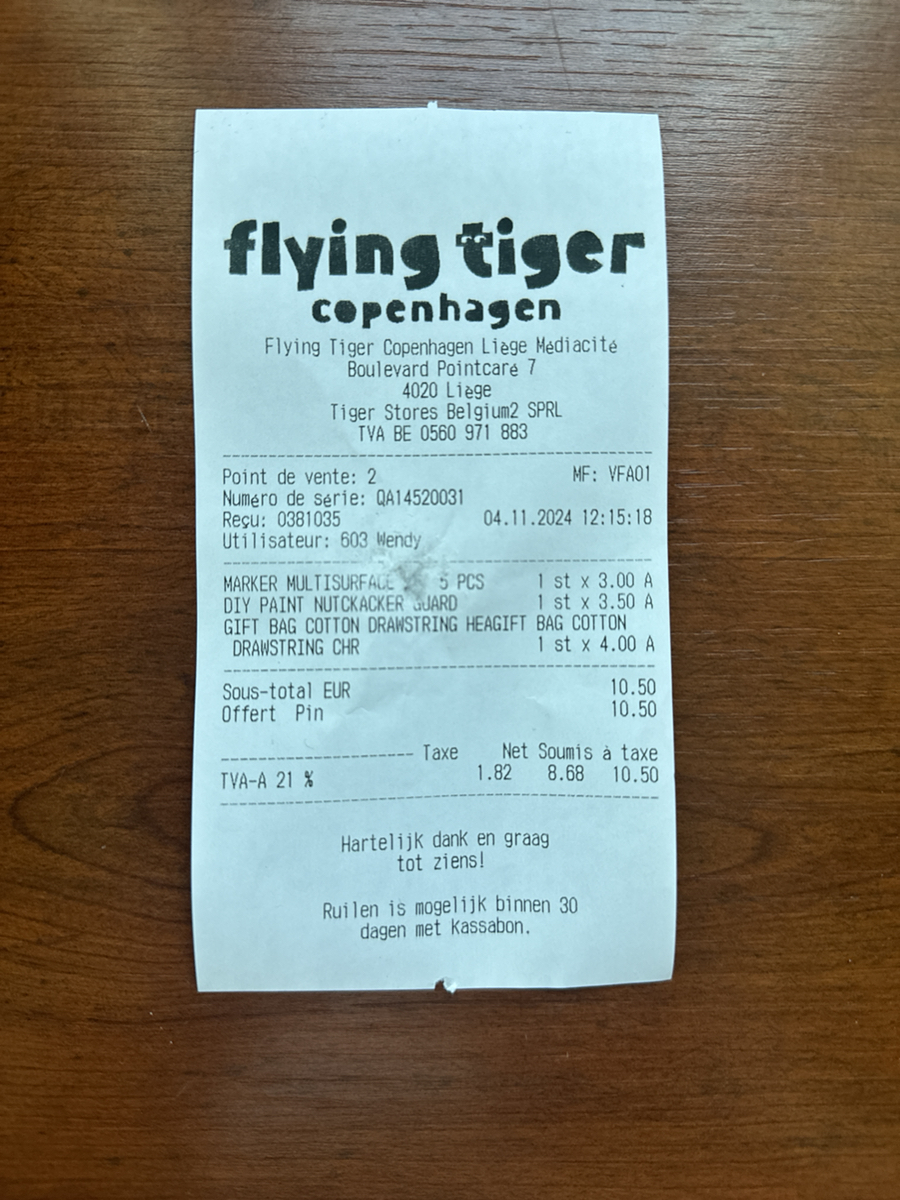 flying tiger
copenhagen
Flying Tiger Copenhagen Liège Médiacité
Boulevard Pointcaré 7
4020 Liège
Tiger Stores Belgium2 SPRL
TVA BE 0560 971 883
Point de vente: 2 MF: VFA01
Numéro de série: QA14520031
Reçu: 0381035 04.11.2024 12:15:18
Utilisateur: 603 Wendy
MARKER MULTISURFACE 5 PCS 1 st x 3.00 A
DIY PAINT NUTCKACKER GUARD 1 st x 3.50 A
GIFT BAG COTTON DRAWSTRING HEAGIFT BAG COTTON
DRAWSTRING CHR 1 st x 4.00 A
Sous-total EUR 10.50
Offert Pin 10.50
Taxe Net Soumis à taxe
TVA-A 21 % 1.82 8.68 10.50
Hartelijk dank en graag
tot ziens!
Ruilen is mogelijk binnen 30
dagen met Kassabon.